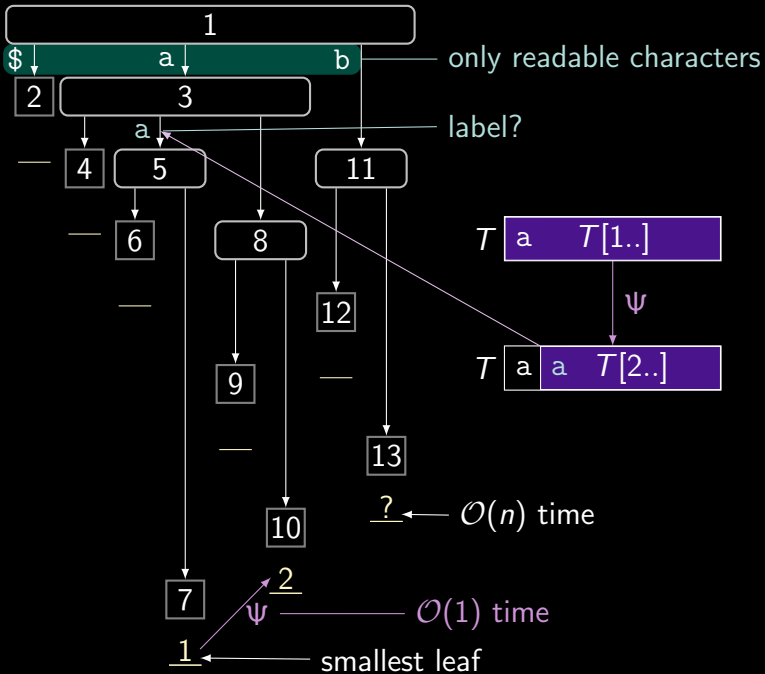 1
$ a b only readable characters
2 3
a label?
4 5 11
6 8 T a T[1..]
12 ψ
9 T a a T[2..]
13
? O(n) time
10
2
7
ψ O(1) time
1 smallest leaf